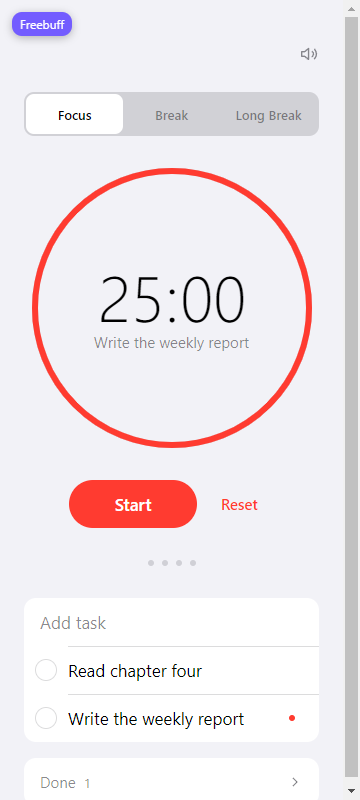 Freebuff
Focus Break Long Break
25:00
Write the weekly report
Start Reset
Add task
Read chapter four
Write the weekly report
Done 1